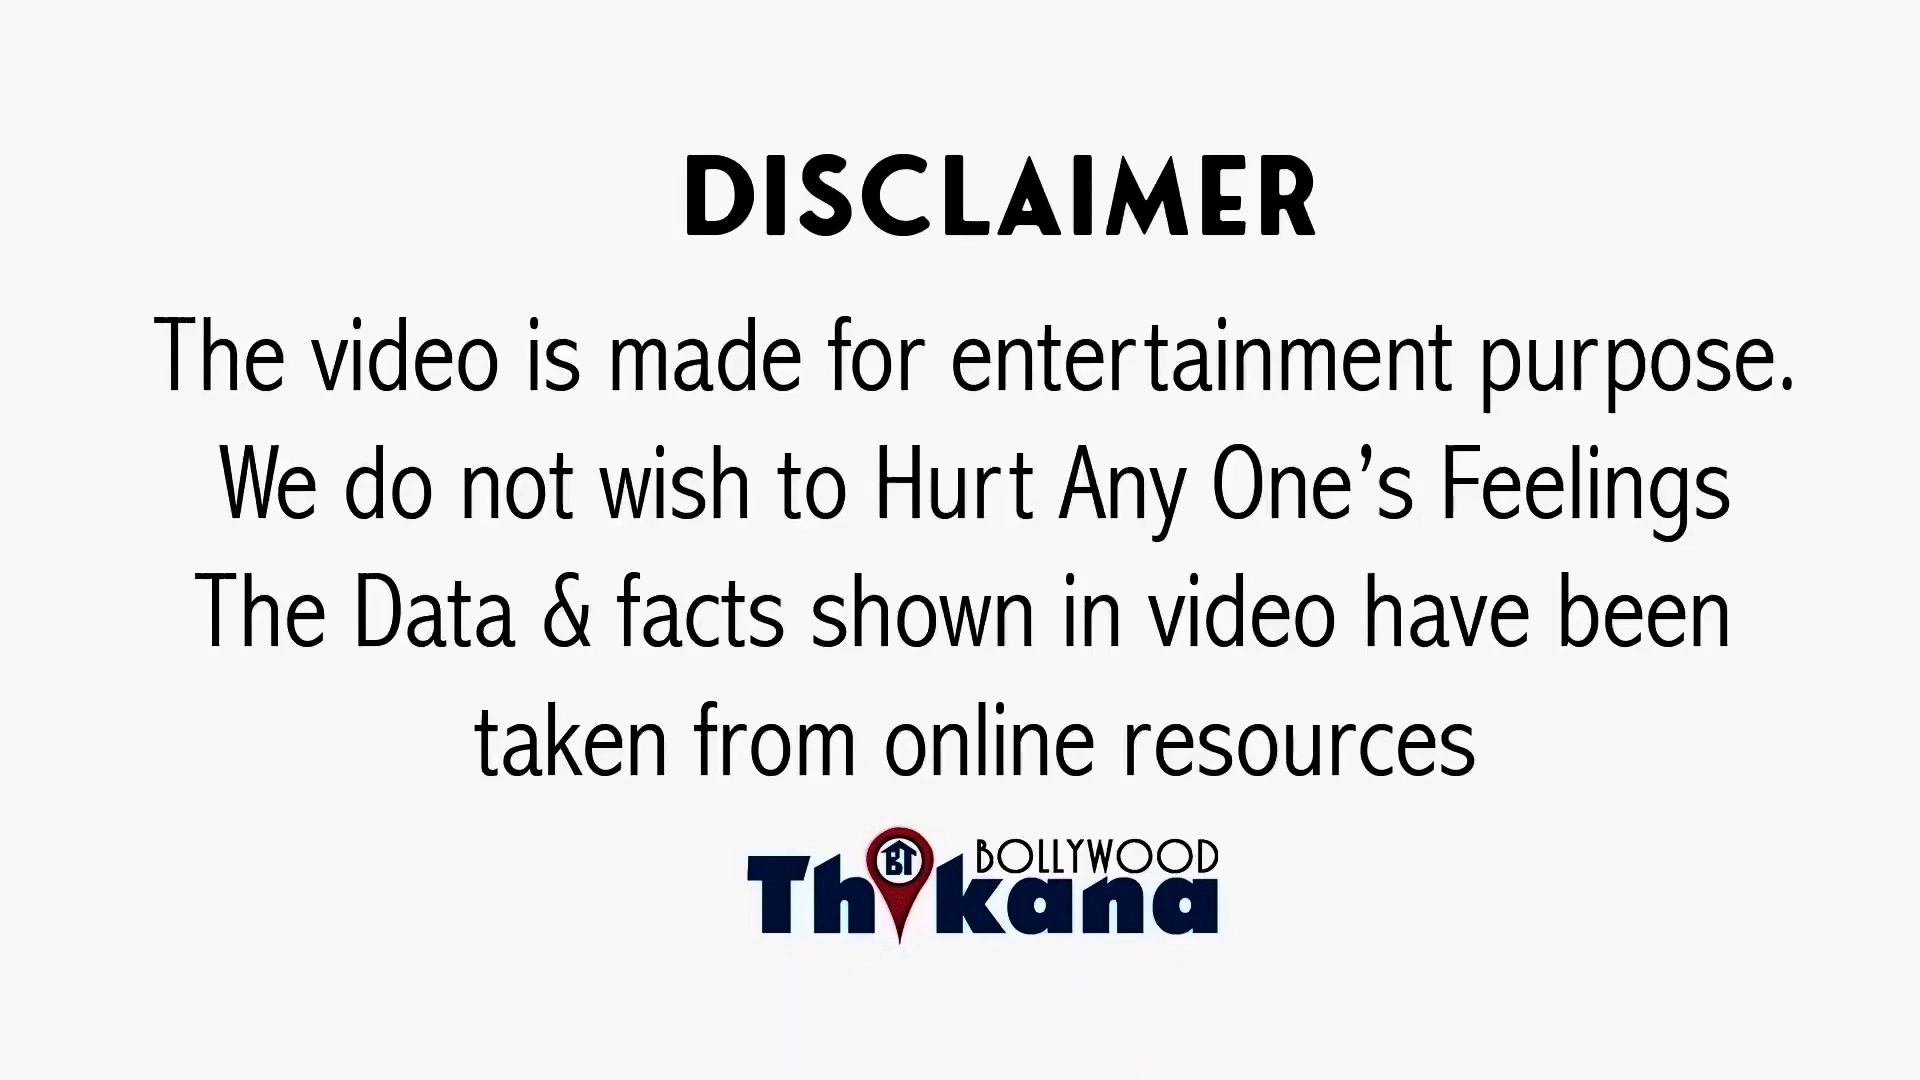 DISCLAIMER
The video is made for entertainment purpose.
We do not wish to Hurt Any One’s Feelings
The Data & facts shown in video have been
taken from online resources
BOLLYWOOD
BT
Thikana